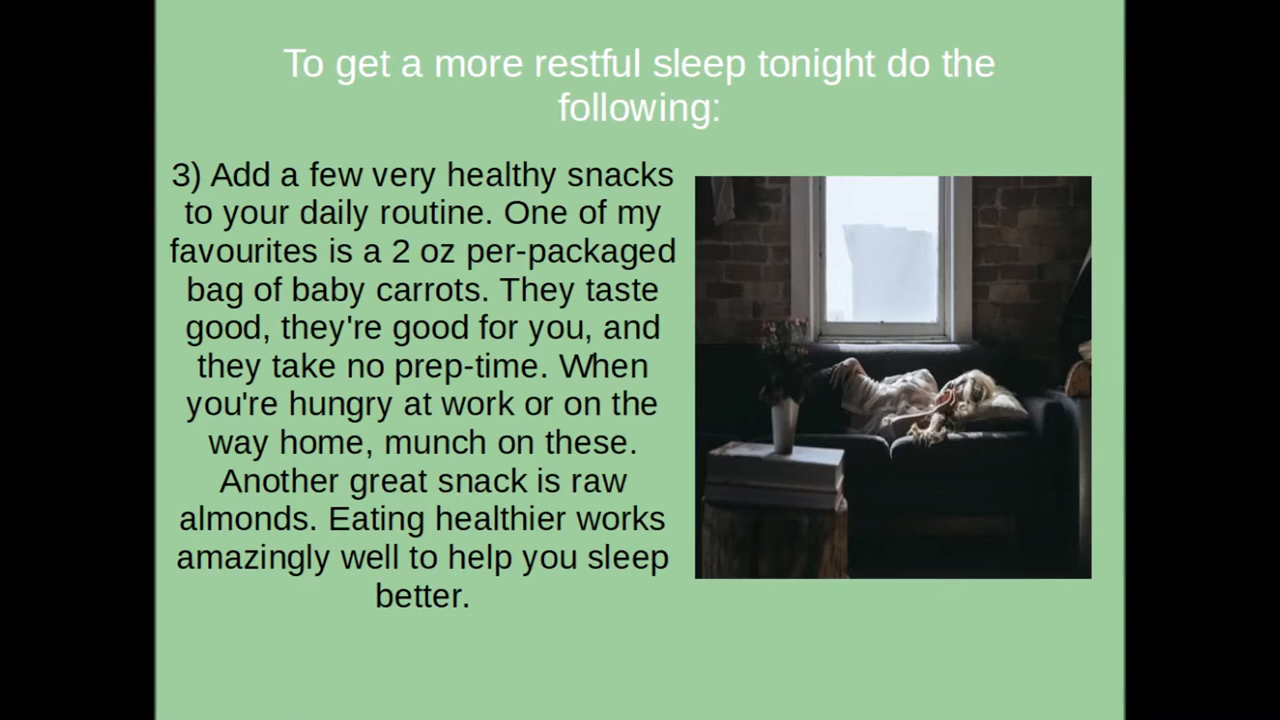 To get a more restful sleep tonight do the
following:
3) Add a few very healthy snacks
to your daily routine. One of my
favourites is a 2 oz per-packaged
bag of baby carrots. They taste
good, they're good for you, and
they take no prep-time. When
you're hungry at work or on the
way home, munch on these.
Another great snack is raw
almonds. Eating healthier works
amazingly well to help you sleep
better.